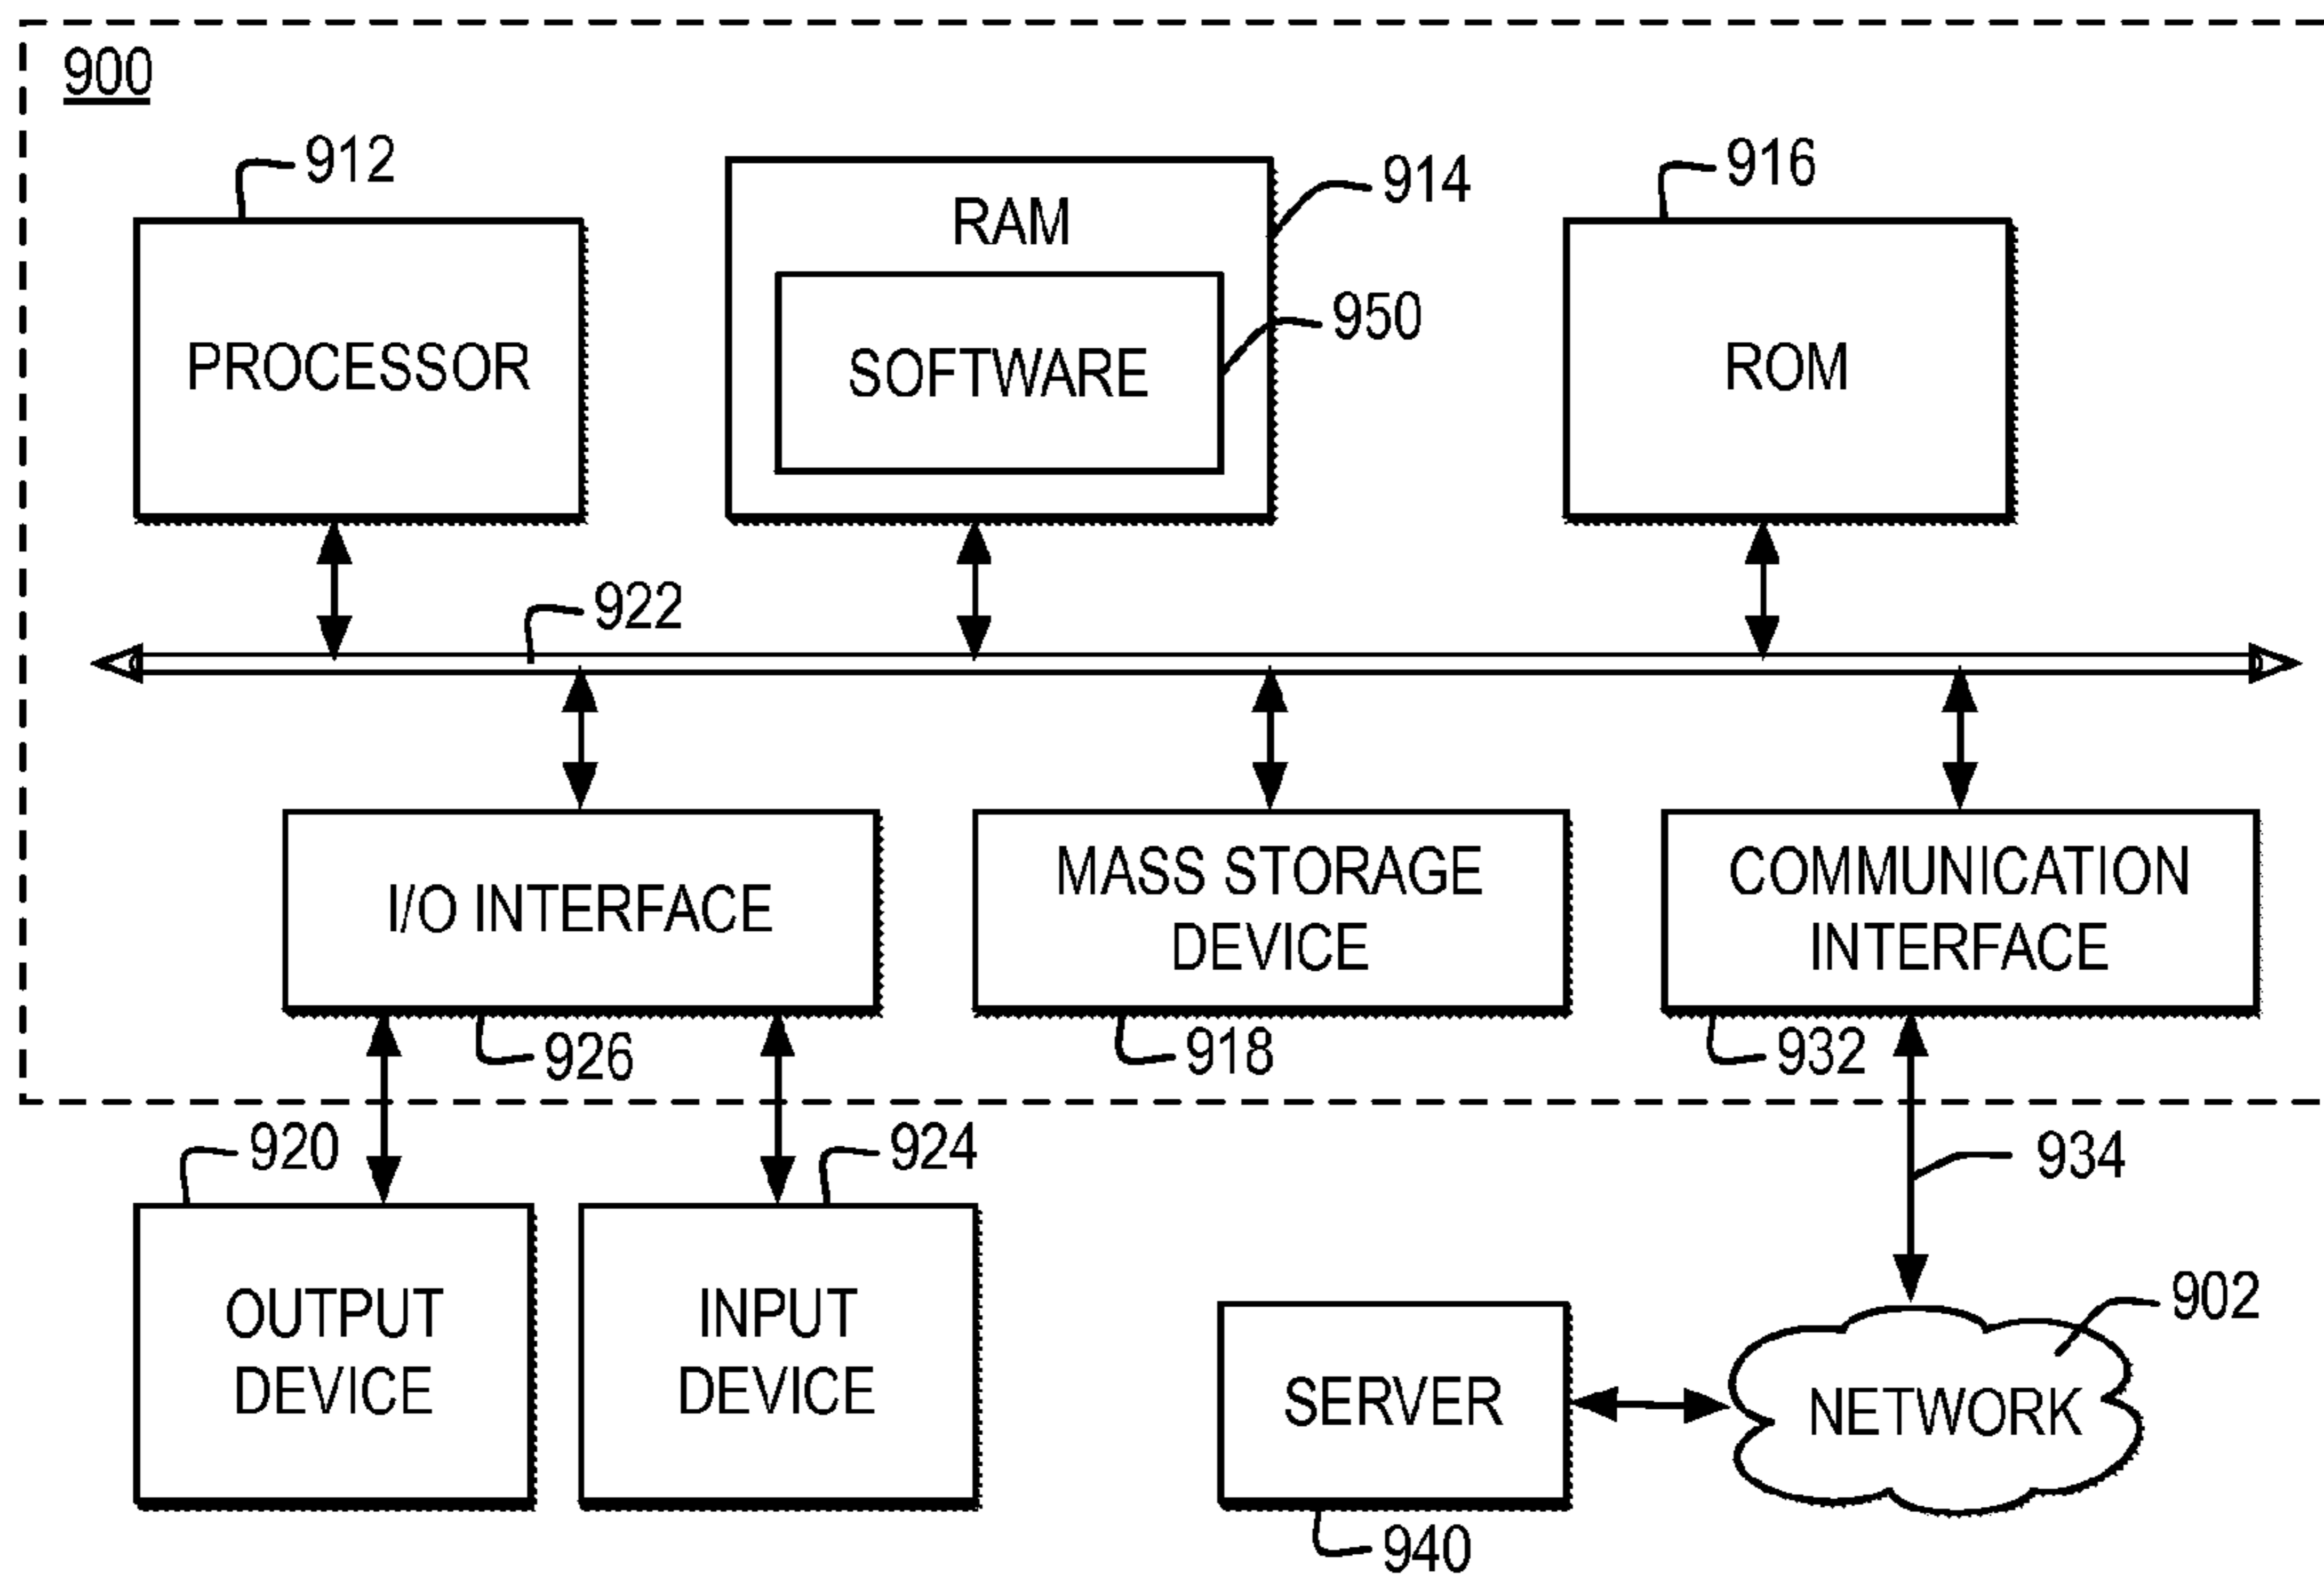 900
912
914
916
RAM
950
PROCESSOR
SOFTWARE
ROM
922
I/O INTERFACE
MASS STORAGE
DEVICE
COMMUNICATION
INTERFACE
926
918
932
920
924
934
OUTPUT
DEVICE
INPUT
DEVICE
902
SERVER
NETWORK
940